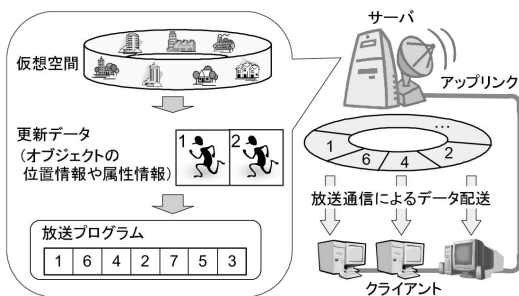 仮想空間
更新データ
(オブジェクトの
位置情報や属性情報)
1 2
放送プログラム
1 6 4 2 7 5 3
サーバ
アップリンク
1 6 4 2 …
放送通信によるデータ配送
クライアント